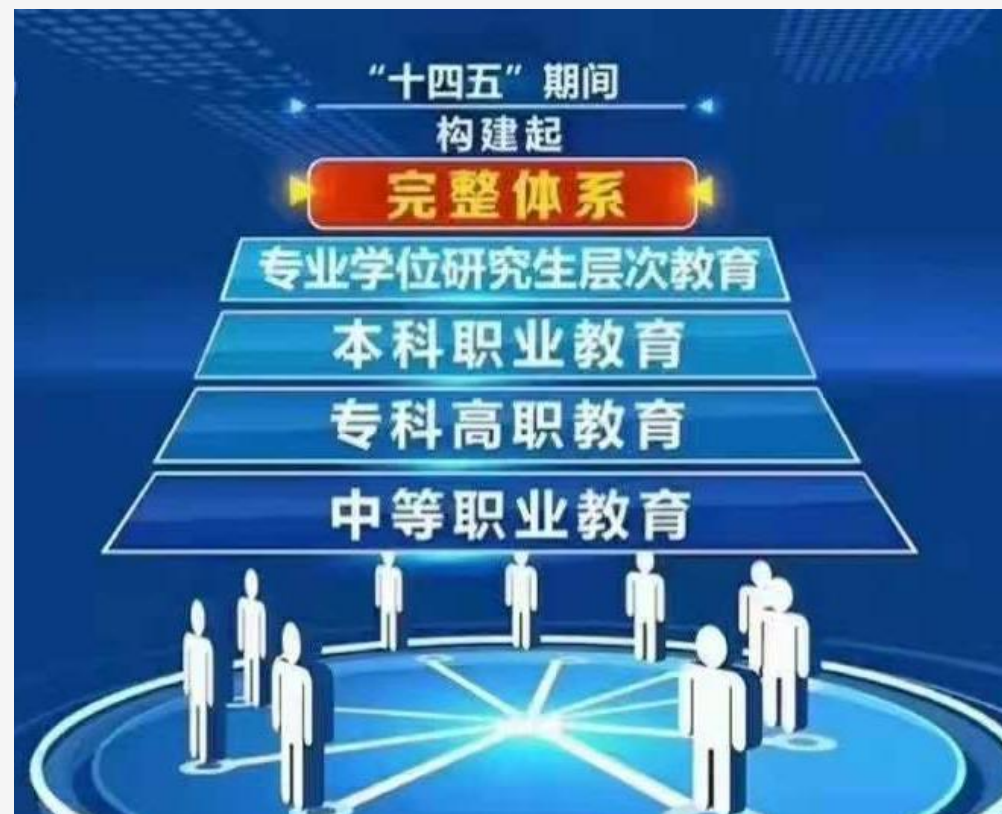 “十四五”期间
构建起
完整体系
专业学位研究生层次教育
本科职业教育
专科高职教育
中等职业教育